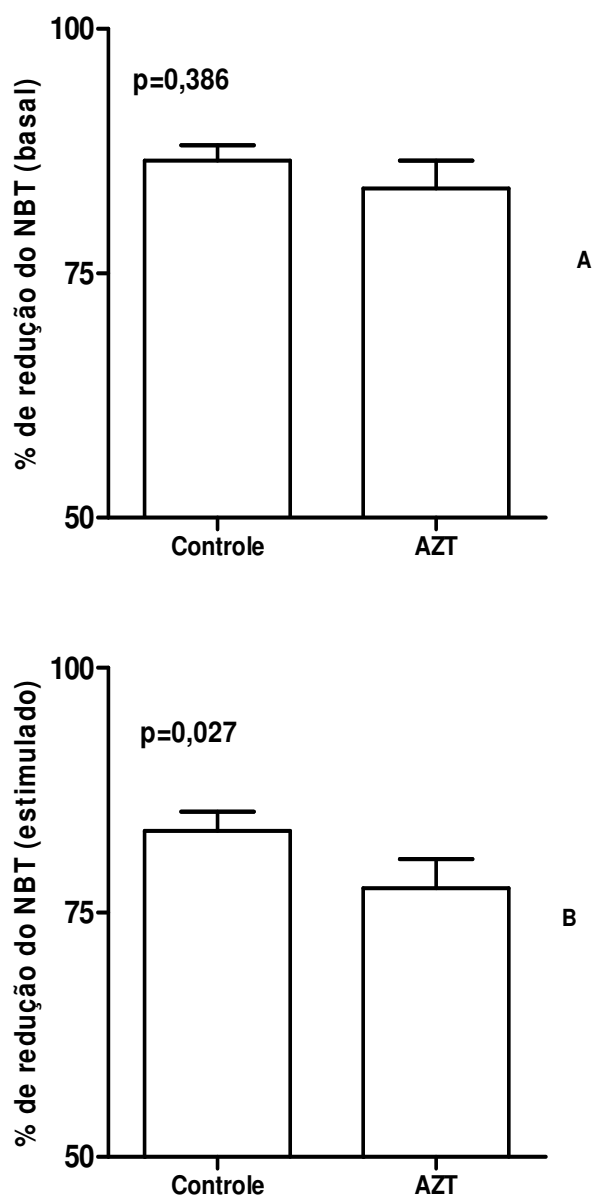 100
p=0,386
% de redução do NBT (basal)
75
A
50
Controle AZT
100
p=0,027
% de redução do NBT (estimulado)
75
B
50
Controle AZT